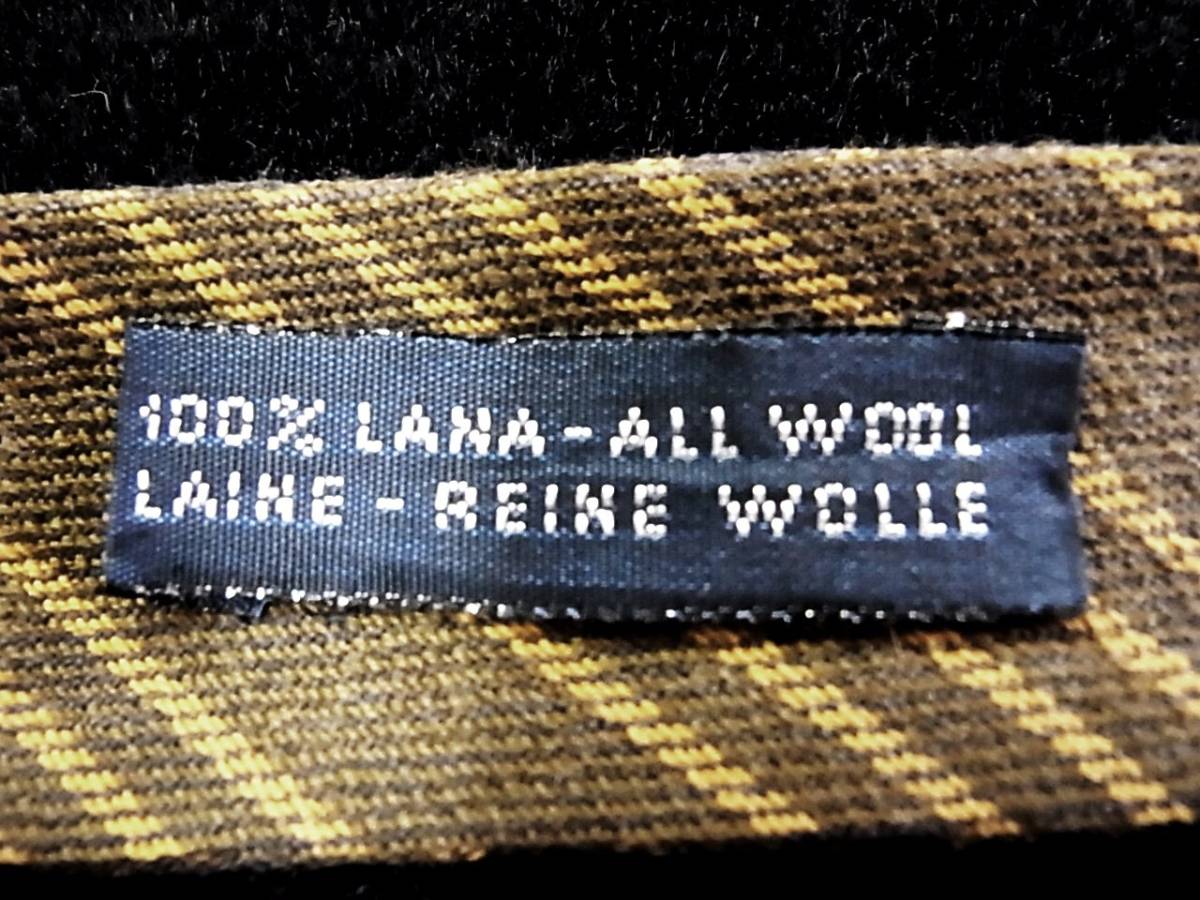 100% LANA - ALL WOOL
LAINE - REINE WOLLE